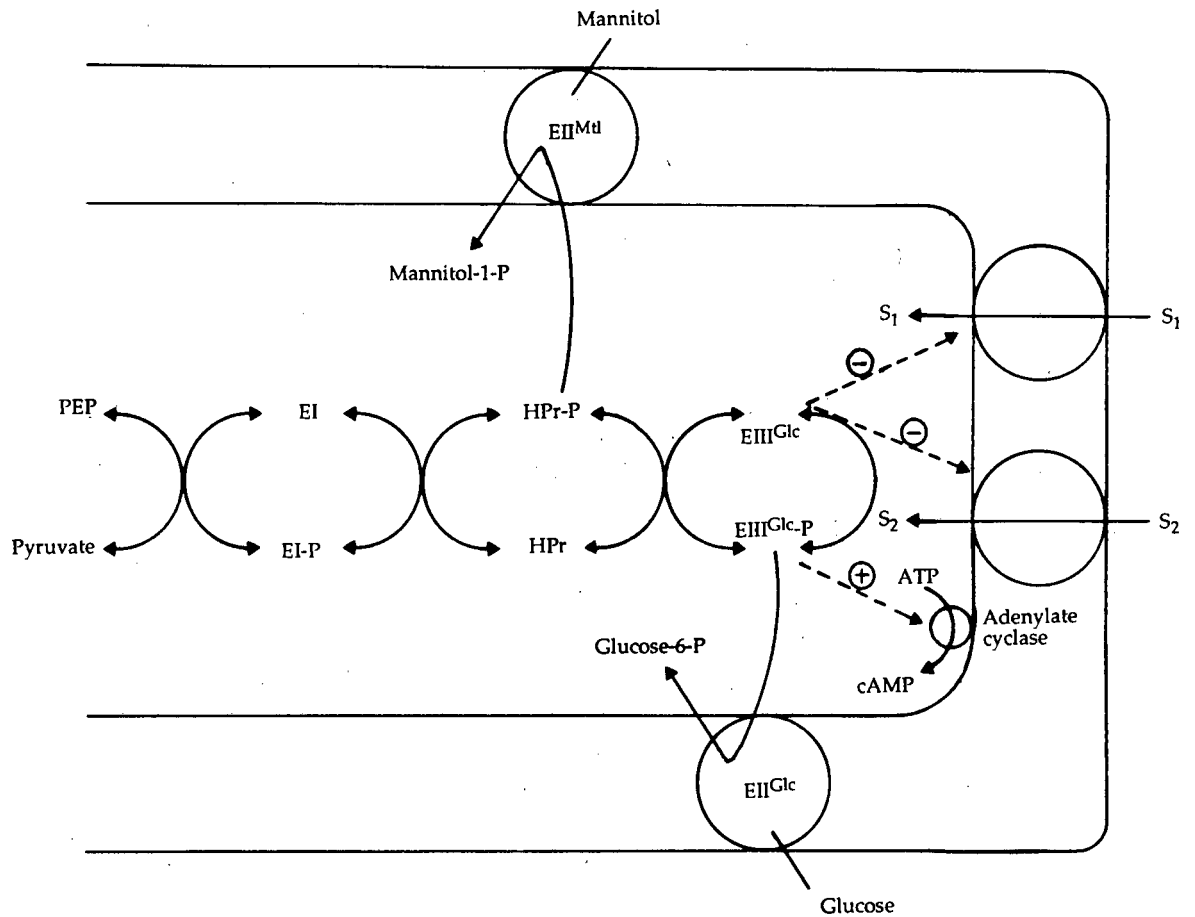 Mannitol
EII^Mtl
Mannitol-1-P
S₁
S₁
−
PEP
EI
HPr-P
EIII^Glc
−
Pyruvate
EI-P
HPr
EIII^Glc-P
S₂
S₂
+
ATP
Adenylate
cyclase
Glucose-6-P
cAMP
EII^Glc
Glucose